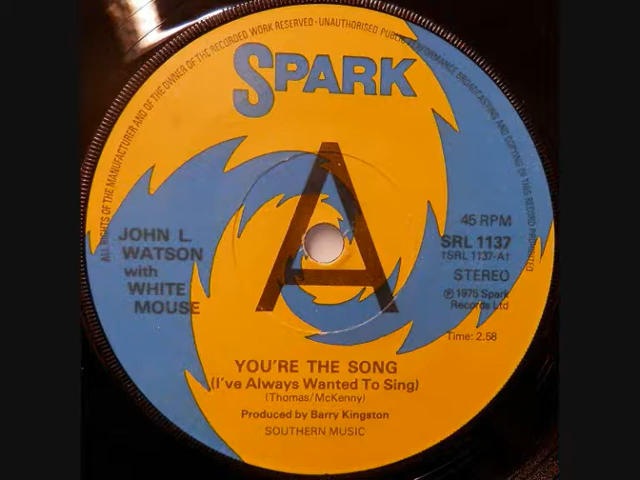 ALL RIGHTS OF THE MANUFACTURER AND OF THE OWNER OF THE RECORDED WORK RESERVED - UNAUTHORISED PUBLIC PERFORMANCE BROADCASTING AND COPYING OF THIS RECORD PROHIBITED
SPARK
A
JOHN L.
WATSON
with
WHITE
MOUSE
45 RPM
SRL 1137
(SRL 1137-A)
STEREO
℗ 1975 Spark
Records Ltd
Time: 2.58
YOU'RE THE SONG
(I've Always Wanted To Sing)
(Thomas/McKenny)
Produced by Barry Kingston
SOUTHERN MUSIC